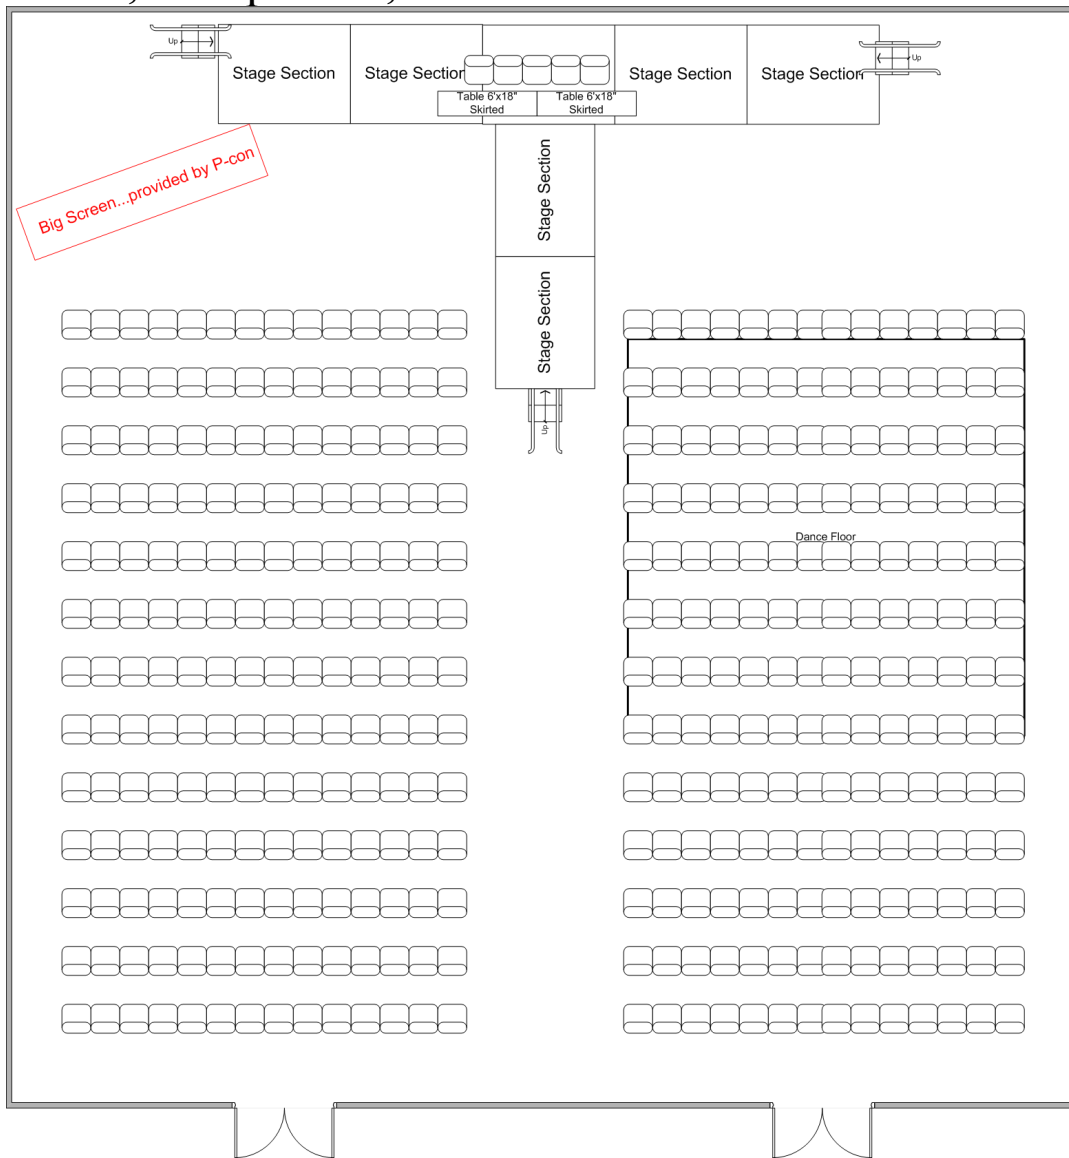 Up
Stage Section
Stage Section
Stage Section
Stage Section
Up
Table 6'x18"
Skirted
Table 6'x18"
Skirted
Big Screen...provided by P-con
Stage Section
Stage Section
Up
Dance Floor